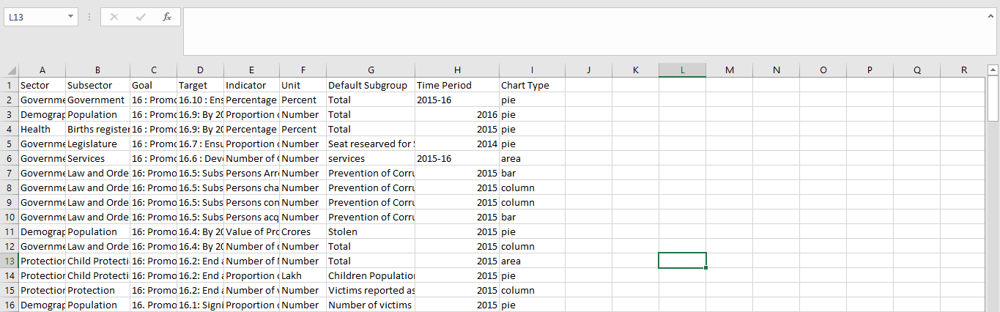 L13 fx
A B C D E F G H I J K L M N O P Q R
1 Sector Subsector Goal Target Indicator Unit Default Subgroup Time Period Chart Type
2 Governme Government 16 : Promo 16.10 : Ens Percentage Percent Total 2015-16 pie
3 Demograp Population 16 : Promo 16.9: By 20 Proportion o Number Total 2016 pie
4 Health Births register 16 : Promo 16.9: By 20 Percentage Percent Total 2015 pie
5 Governme Legislature 16 : Promo 16.7 : Ensu Proportion o Number Seat researved for S 2014 pie
6 Governme Services 16 : Promo 16.6 : Deve Number of C Number services 2015-16 area
7 Governme Law and Orde 16: Promo 16.5: Subs Persons Arr Number Prevention of Corru 2015 bar
8 Governme Law and Orde 16: Promo 16.5: Subs Persons cha Number Prevention of Corru 2015 column
9 Governme Law and Orde 16: Promo 16.5: Subs Persons con Number Prevention of Corru 2015 column
10 Governme Law and Orde 16: Promo 16.5: Subs Persons acq Number Prevention of Corru 2015 bar
11 Demograp Population 16: Promo 16.4: By 20 Value of Pro Crores Stolen 2015 pie
12 Governme Law and Orde 16: Promo 16.4: By 20 Number of c Number Total 2015 column
13 Protection Child Protecti 16: Promo 16.2: End a Number of M Number Total 2015 area
14 Protection Child Protecti 16: Promo 16.2: End a Proportion o Lakh Children Population 2015 pie
15 Protection Protection 16: Promo 16.2: End a Number of v Number Victims reported as 2015 column
16 Demograp Population 16. Promo 16.1: Signi Proportion o Number Number of victims 2015 pie